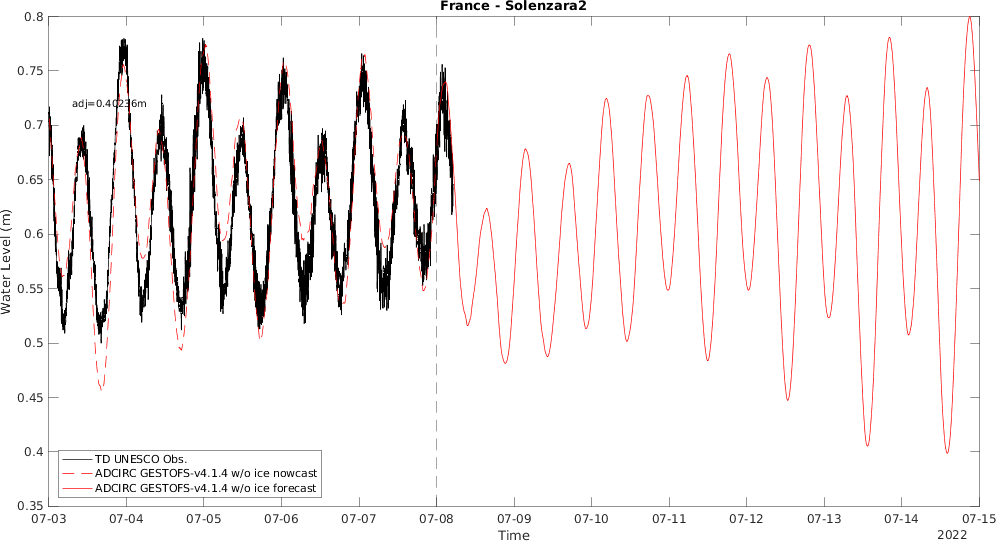 France - Solenzara2
0.8
0.75
0.7
0.65
0.6
0.55
0.5
0.45
0.4
0.35
Water Level (m)
adj=0.40236m
TD UNESCO Obs.
ADCIRC GESTOFS-v4.1.4 w/o ice nowcast
ADCIRC GESTOFS-v4.1.4 w/o ice forecast
07-03 07-04 07-05 07-06 07-07 07-08 07-09 07-10 07-11 07-12 07-13 07-14 07-15
Time
2022